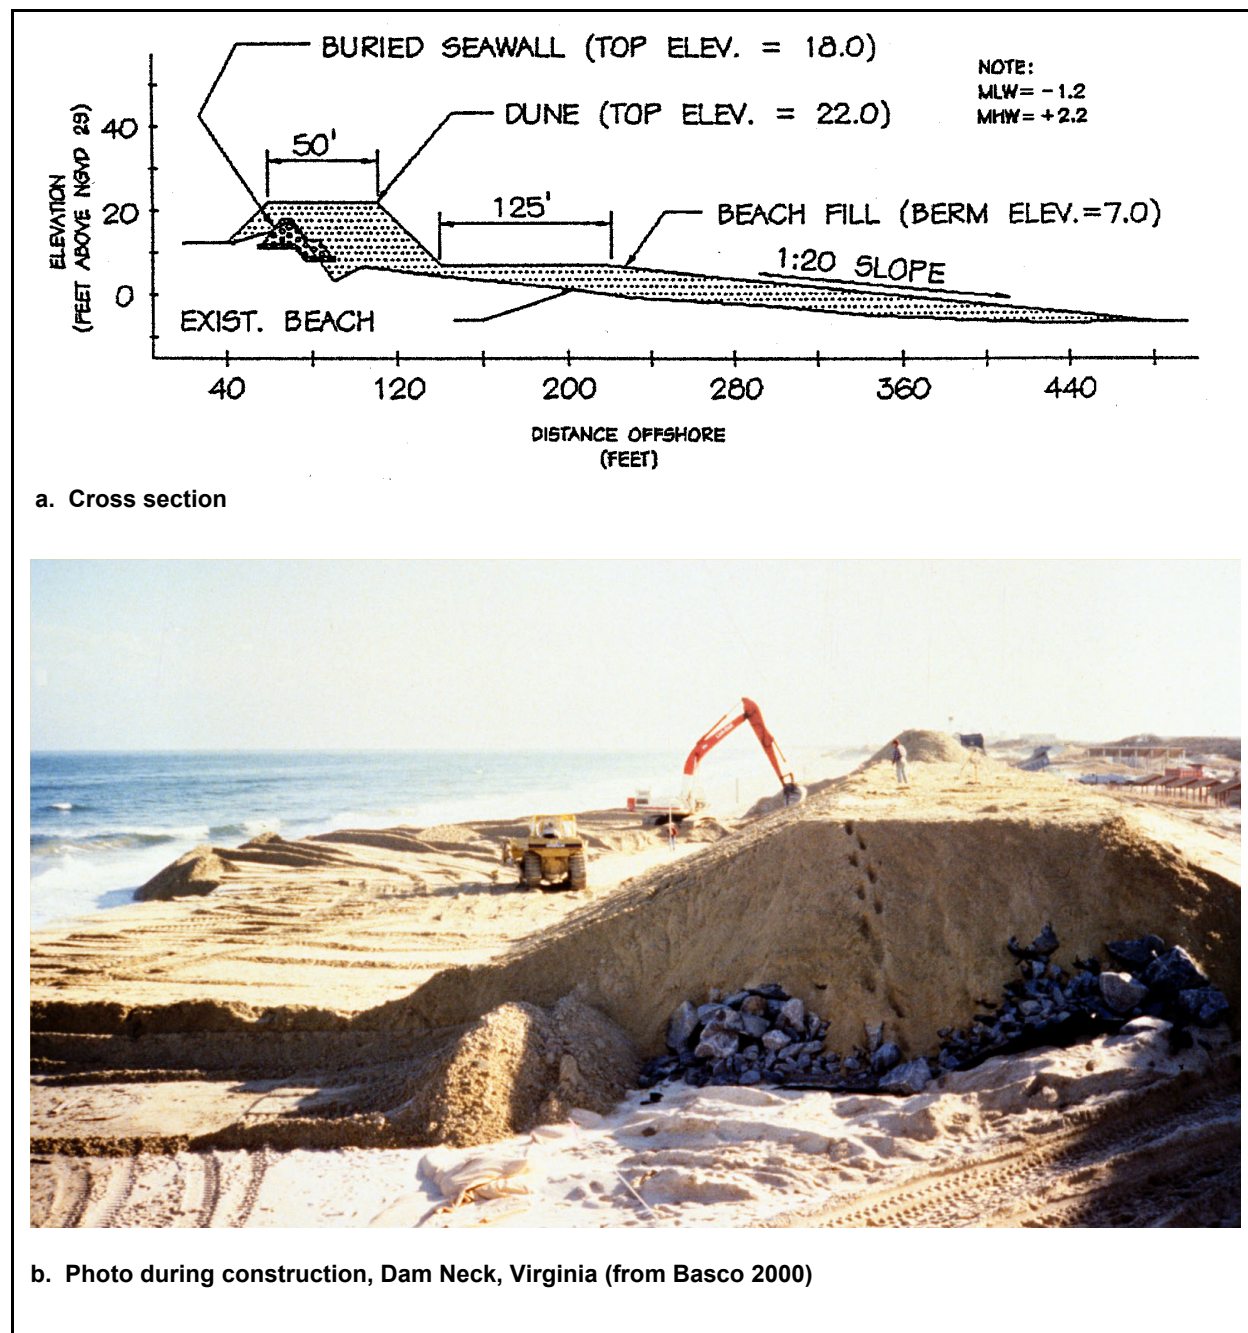 BURIED SEAWALL (TOP ELEV. = 18.0)
NOTE:
MLW= -1.2
MHW= +2.2
DUNE (TOP ELEV. = 22.0)
50'
125'
BEACH FILL (BERM ELEV.=7.0)
1:20 SLOPE
EXIST. BEACH
ELEVATION
(FEET ABOVE NGVD 29)
40
20
0
40
120
200
280
360
440
DISTANCE OFFSHORE
(FEET)
a. Cross section
b. Photo during construction, Dam Neck, Virginia (from Basco 2000)